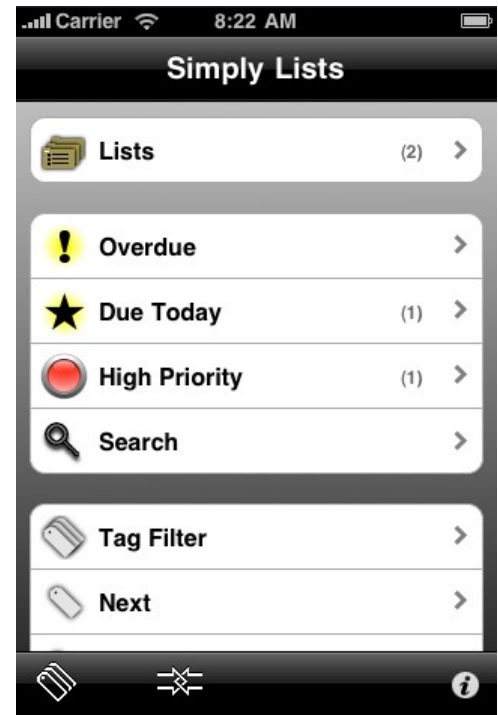 Carrier 8:22 AM
Simply Lists
Lists (2)
Overdue
Due Today (1)
High Priority (1)
Search
Tag Filter
Next